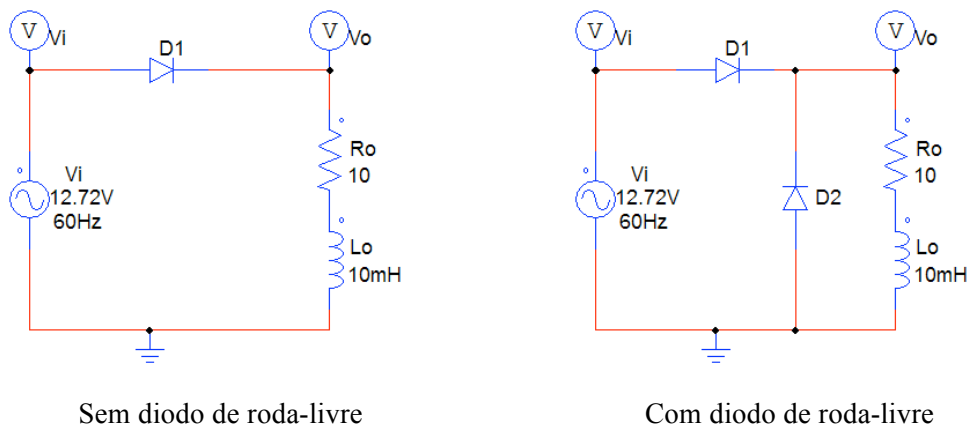 V Vi
V Vo
D1
Ro
10
Vi
12.72V
60Hz
Lo
10mH
Sem diodo de roda-livre
V Vi
V Vo
D1
Ro
10
Vi
12.72V
60Hz
D2
Lo
10mH
Com diodo de roda-livre